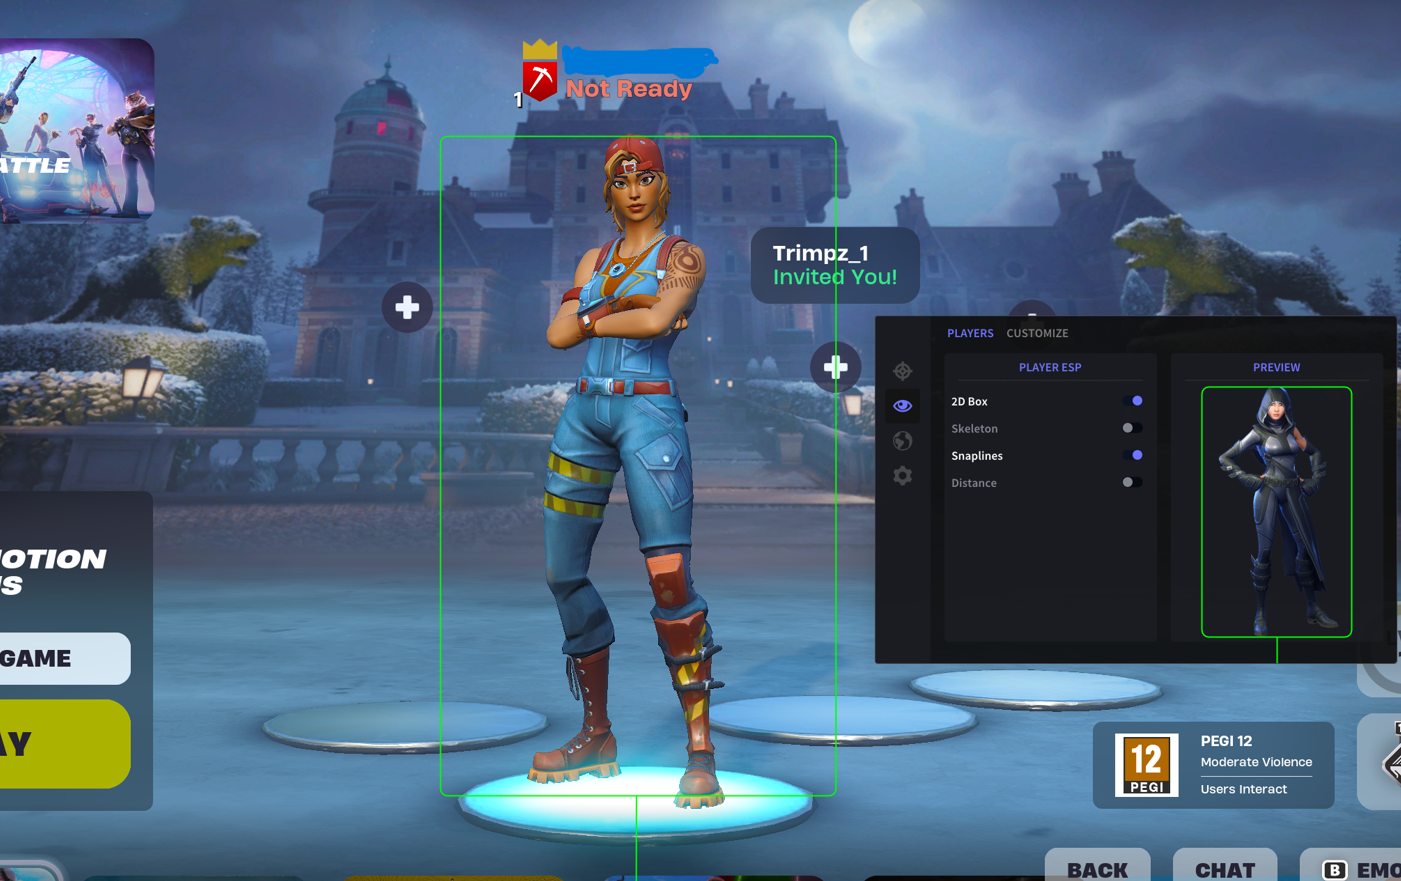 ATTLE
1
Not Ready
Trimpz_1
Invited You!
PLAYERS CUSTOMIZE
PLAYER ESP
PREVIEW
2D Box
Skeleton
Snaplines
Distance
OTION
S
GAME
AY
12
PEGI
PEGI 12
Moderate Violence
Users Interact
BACK
CHAT
B EMO